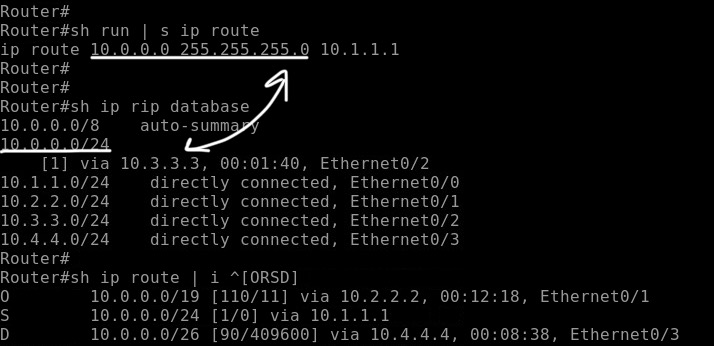 Router#
Router#sh run | s ip route
ip route 10.0.0.0 255.255.255.0 10.1.1.1
Router#
Router#
Router#sh ip rip database
10.0.0.0/8    auto-summary
10.0.0.0/24
    [1] via 10.3.3.3, 00:01:40, Ethernet0/2
10.1.1.0/24    directly connected, Ethernet0/0
10.2.2.0/24    directly connected, Ethernet0/1
10.3.3.0/24    directly connected, Ethernet0/2
10.4.4.0/24    directly connected, Ethernet0/3
Router#
Router#sh ip route | i ^[ORSD]
O        10.0.0.0/19 [110/11] via 10.2.2.2, 00:12:18, Ethernet0/1
S        10.0.0.0/24 [1/0] via 10.1.1.1
D        10.0.0.0/26 [90/409600] via 10.4.4.4, 00:08:38, Ethernet0/3